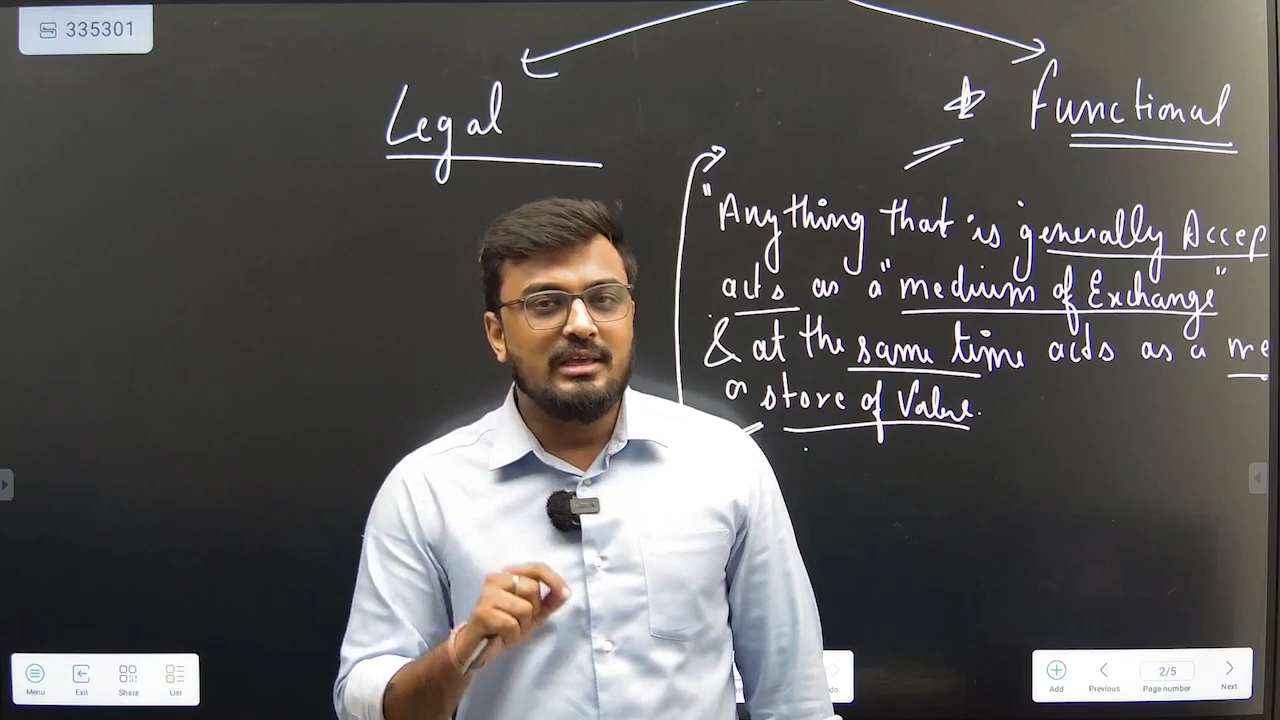 335301
Legal
Functional
"Anything that is generally Accep
acts as a "medium of Exchange"
& at the same time acts as a me
a store of Value.
Menu
Exit
Share
List
do
Add
Previous
2/5
Page number
Next